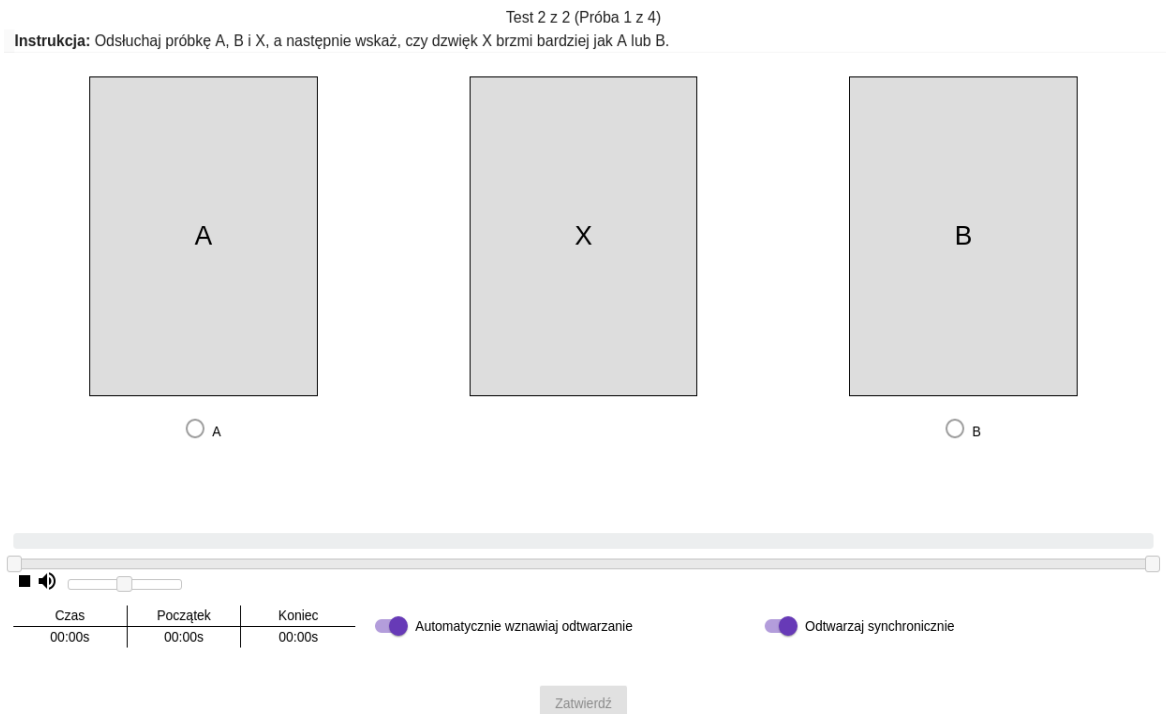 Test 2 z 2 (Próba 1 z 4)
Instrukcja: Odsłuchaj próbkę A, B i X, a następnie wskaż, czy dzwięk X brzmi bardziej jak A lub B.
A
X
B
A
B
Czas Początek Koniec
00:00s 00:00s 00:00s
Automatycznie wznawiaj odtwarzanie
Odtwarzaj synchronicznie
Zatwierdź